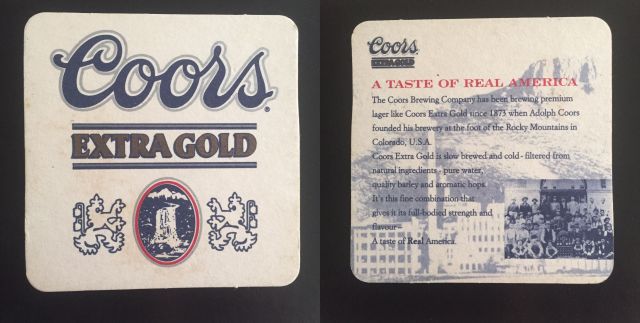 Coors
EXTRA GOLD
Coors
EXTRA GOLD
A TASTE OF REAL AMERICA
The Coors Brewing Company has been brewing premium
lager like Coors Extra Gold since 1873 when Adolph Coors
founded his brewery at the foot of the Rocky Mountains in
Colorado, U.S.A.
Coors Extra Gold is slow brewed and cold - filtered from
natural ingredients - pure water,
quality barley and aromatic hops.
It's this fine combination that
gives it its full-bodied strength and
flavour -
A taste of Real America.